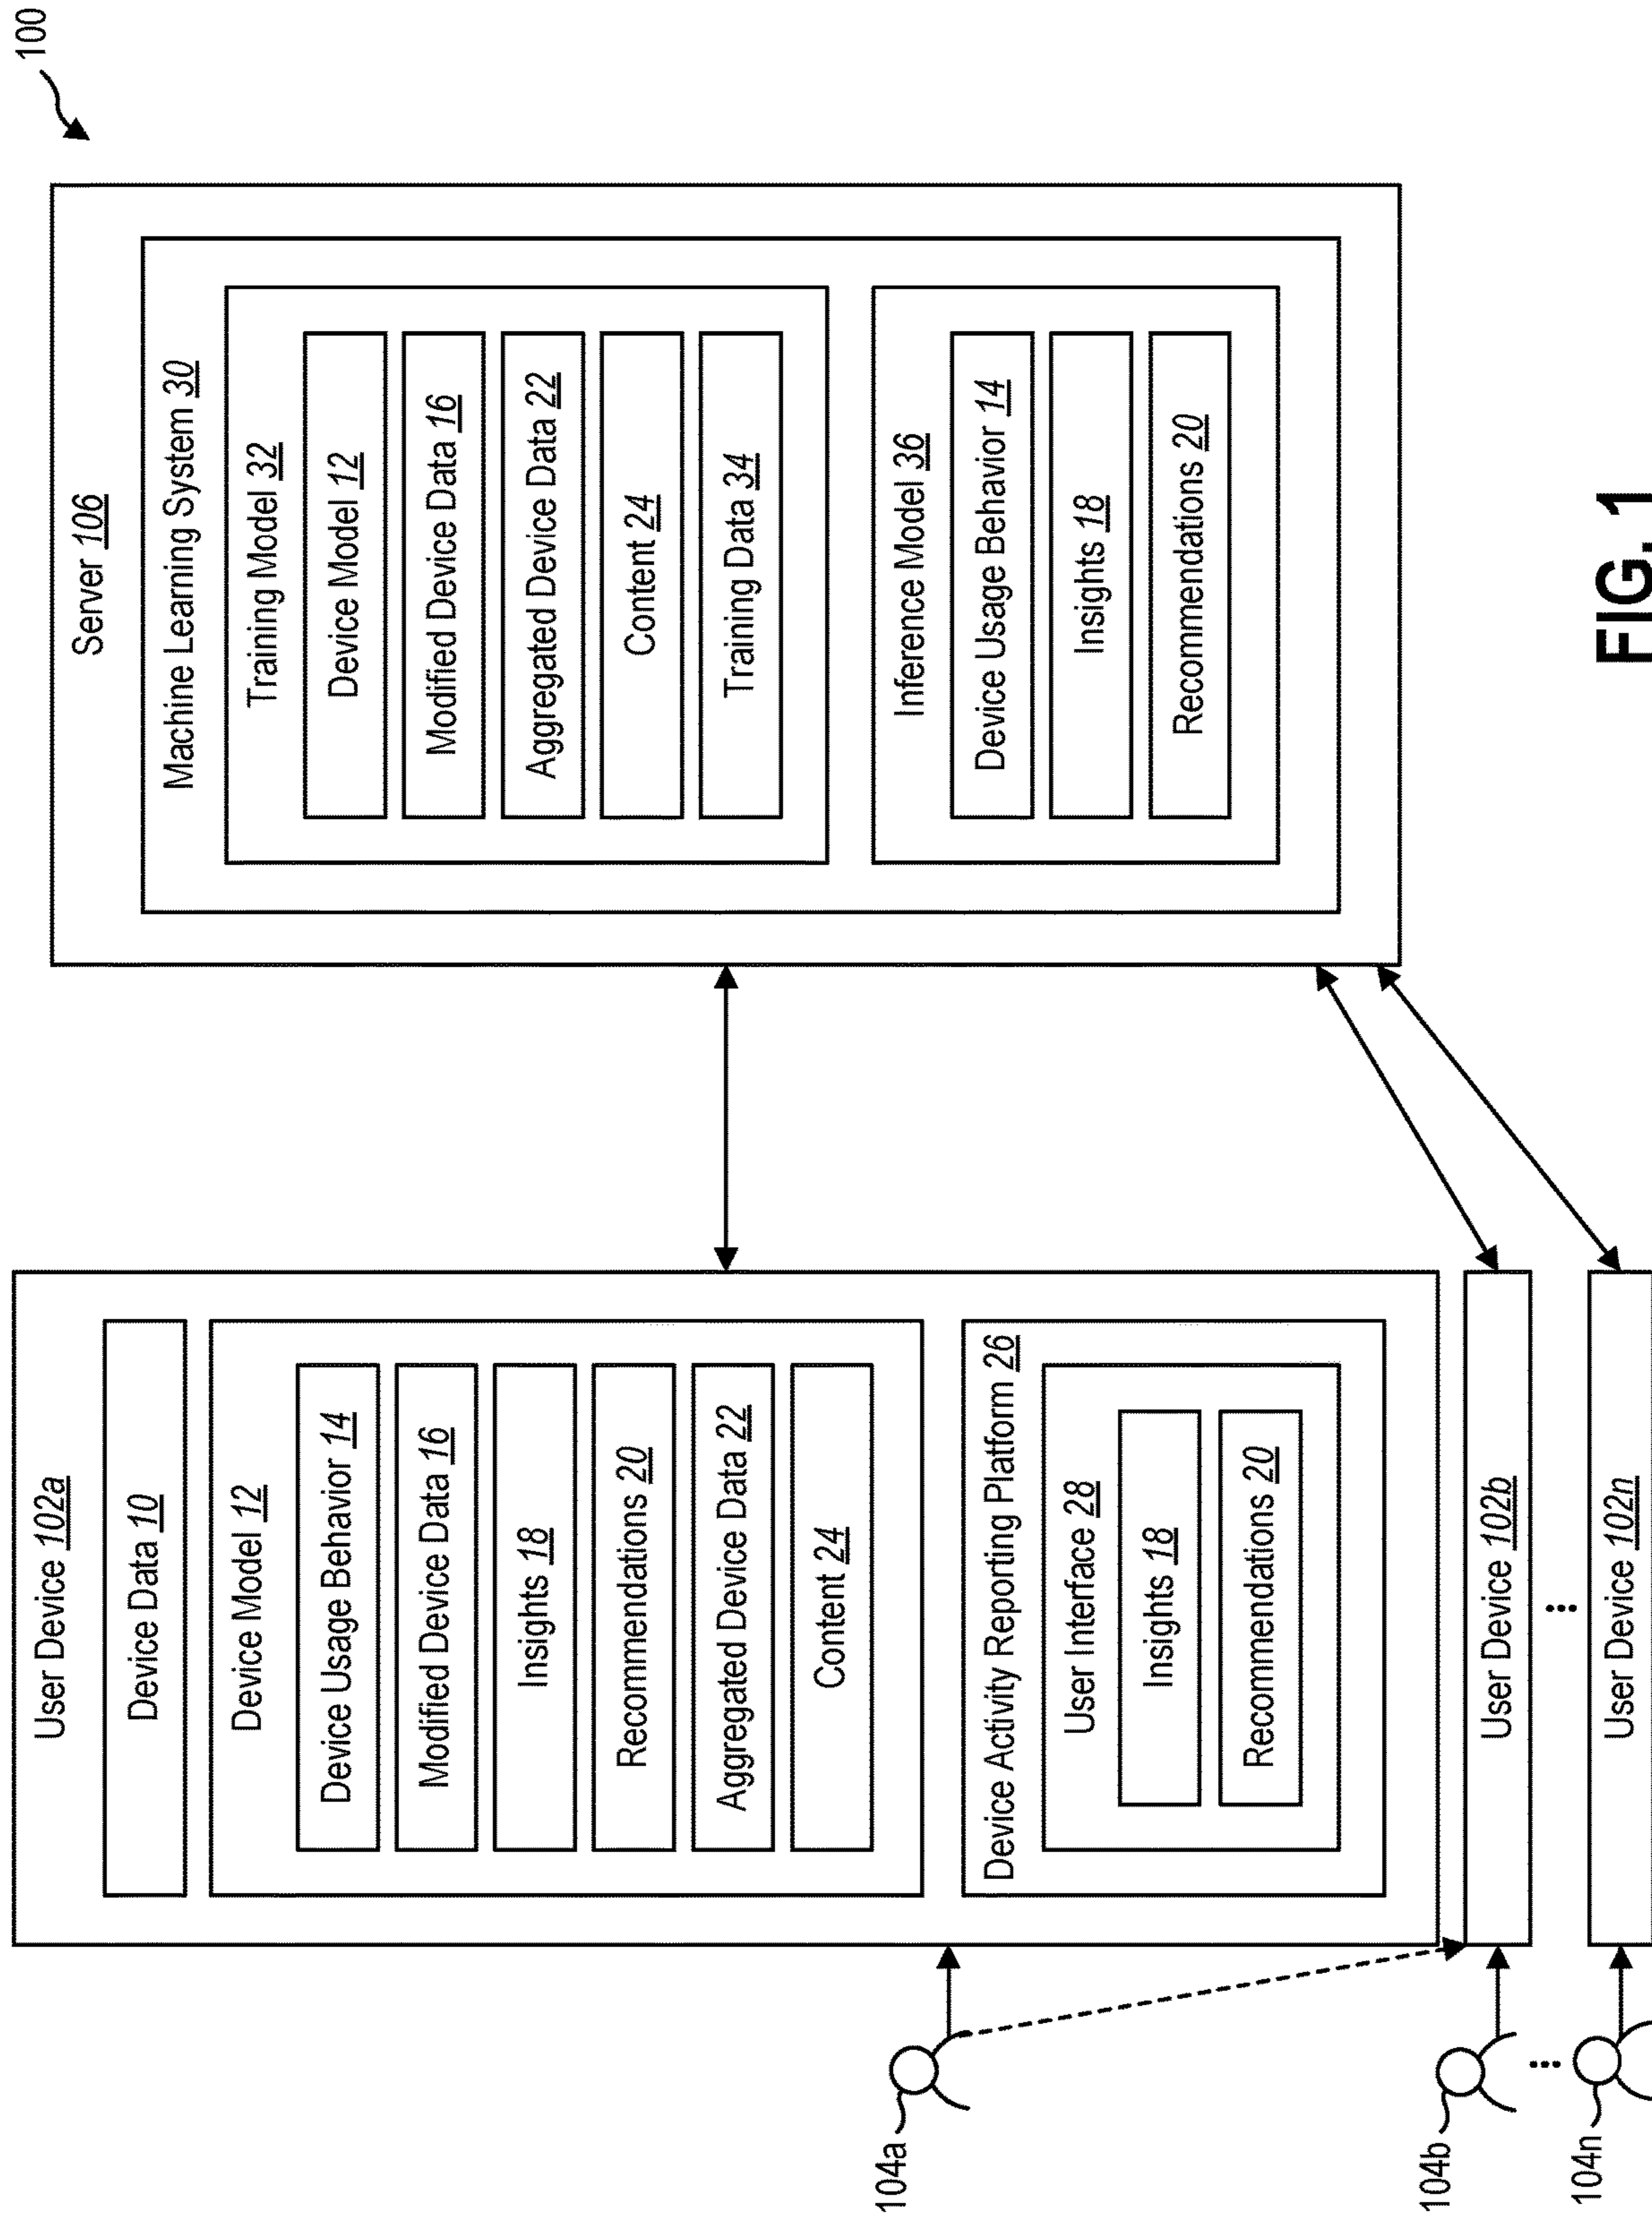 100
User Device 102a
Device Data 10
Device Model 12
Device Usage Behavior 14
Modified Device Data 16
Insights 18
Recommendations 20
Aggregated Device Data 22
Content 24
Device Activity Reporting Platform 26
User Interface 28
Insights 18
Recommendations 20
User Device 102b
User Device 102n
104a
104b
104n
Server 106
Machine Learning System 30
Training Model 32
Device Model 12
Modified Device Data 16
Aggregated Device Data 22
Content 24
Training Data 34
Inference Model 36
Device Usage Behavior 14
Insights 18
Recommendations 20
FIG. 1